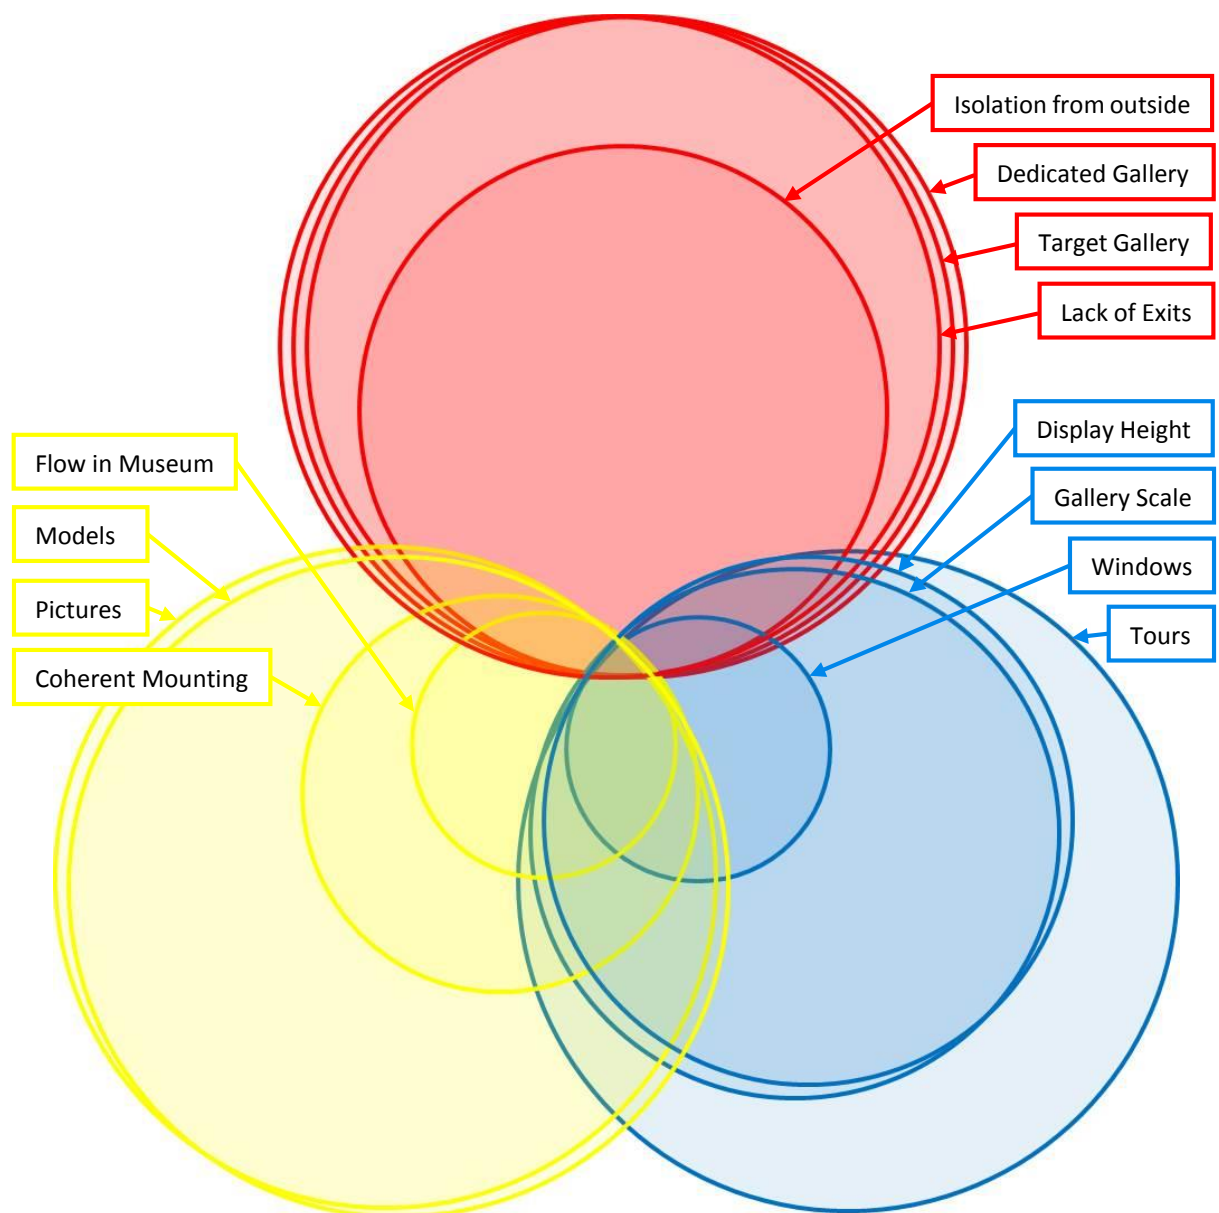 Isolation from outside
Dedicated Gallery
Target Gallery
Lack of Exits
Display Height
Flow in Museum
Gallery Scale
Models
Windows
Pictures
Tours
Coherent Mounting